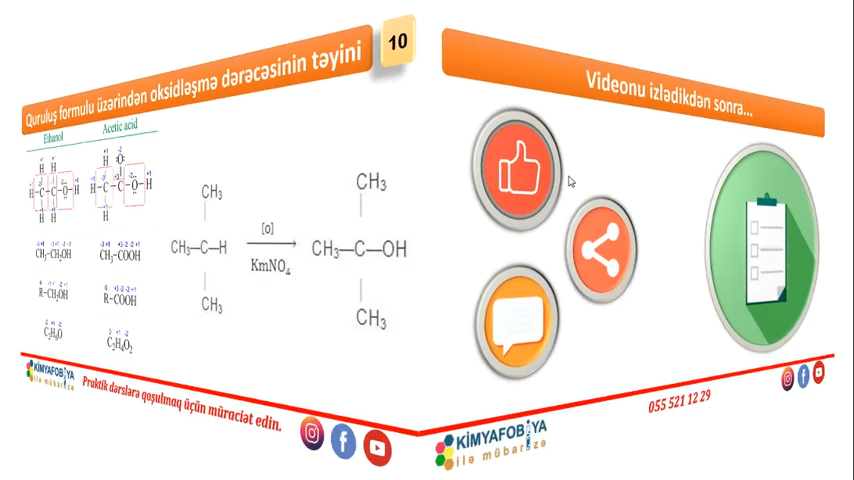 Quruluş formulu üzərindən oksidləşmə dərəcəsinin təyini
10
Ethanol
Acetic acid
CH₃-CH₂OH
CH₃-COOH
R-CH₂OH
R-COOH
C₂H₆O
C₂H₄O₂
CH₃
CH₃—C—H
CH₃
[o]
KmNO₄
CH₃
CH₃—C—OH
CH₃
KİMYAFOBİYA
ilə mübarizə
Praktik dərslərə qoşulmaq üçün müraciət edin.
Videonu izlədikdən sonra...
055 521 12 29
KİMYAFOBİYA
ilə mübarizə